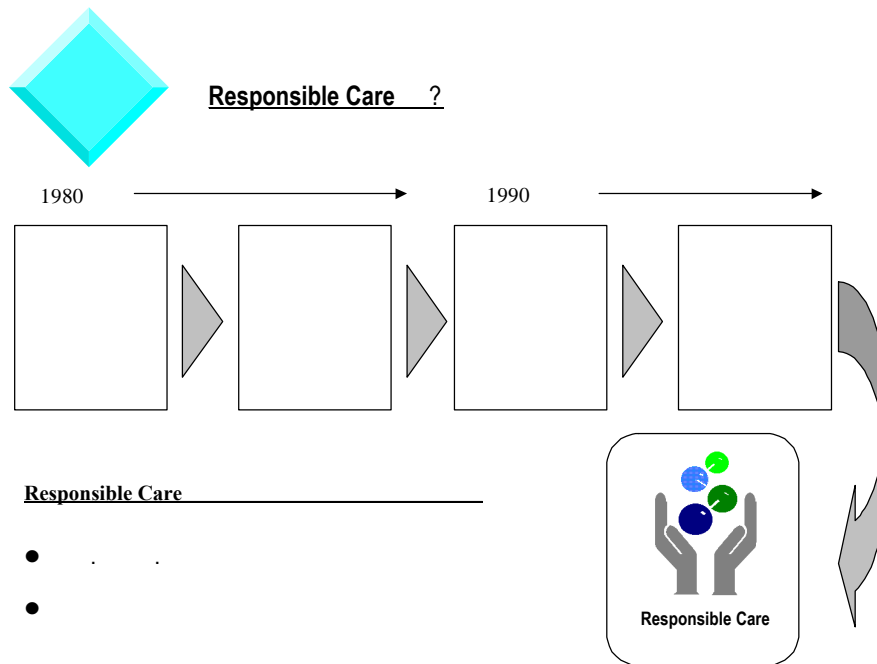 Responsible Care ?
1980 1990
Responsible Care
● . .
●
Responsible Care